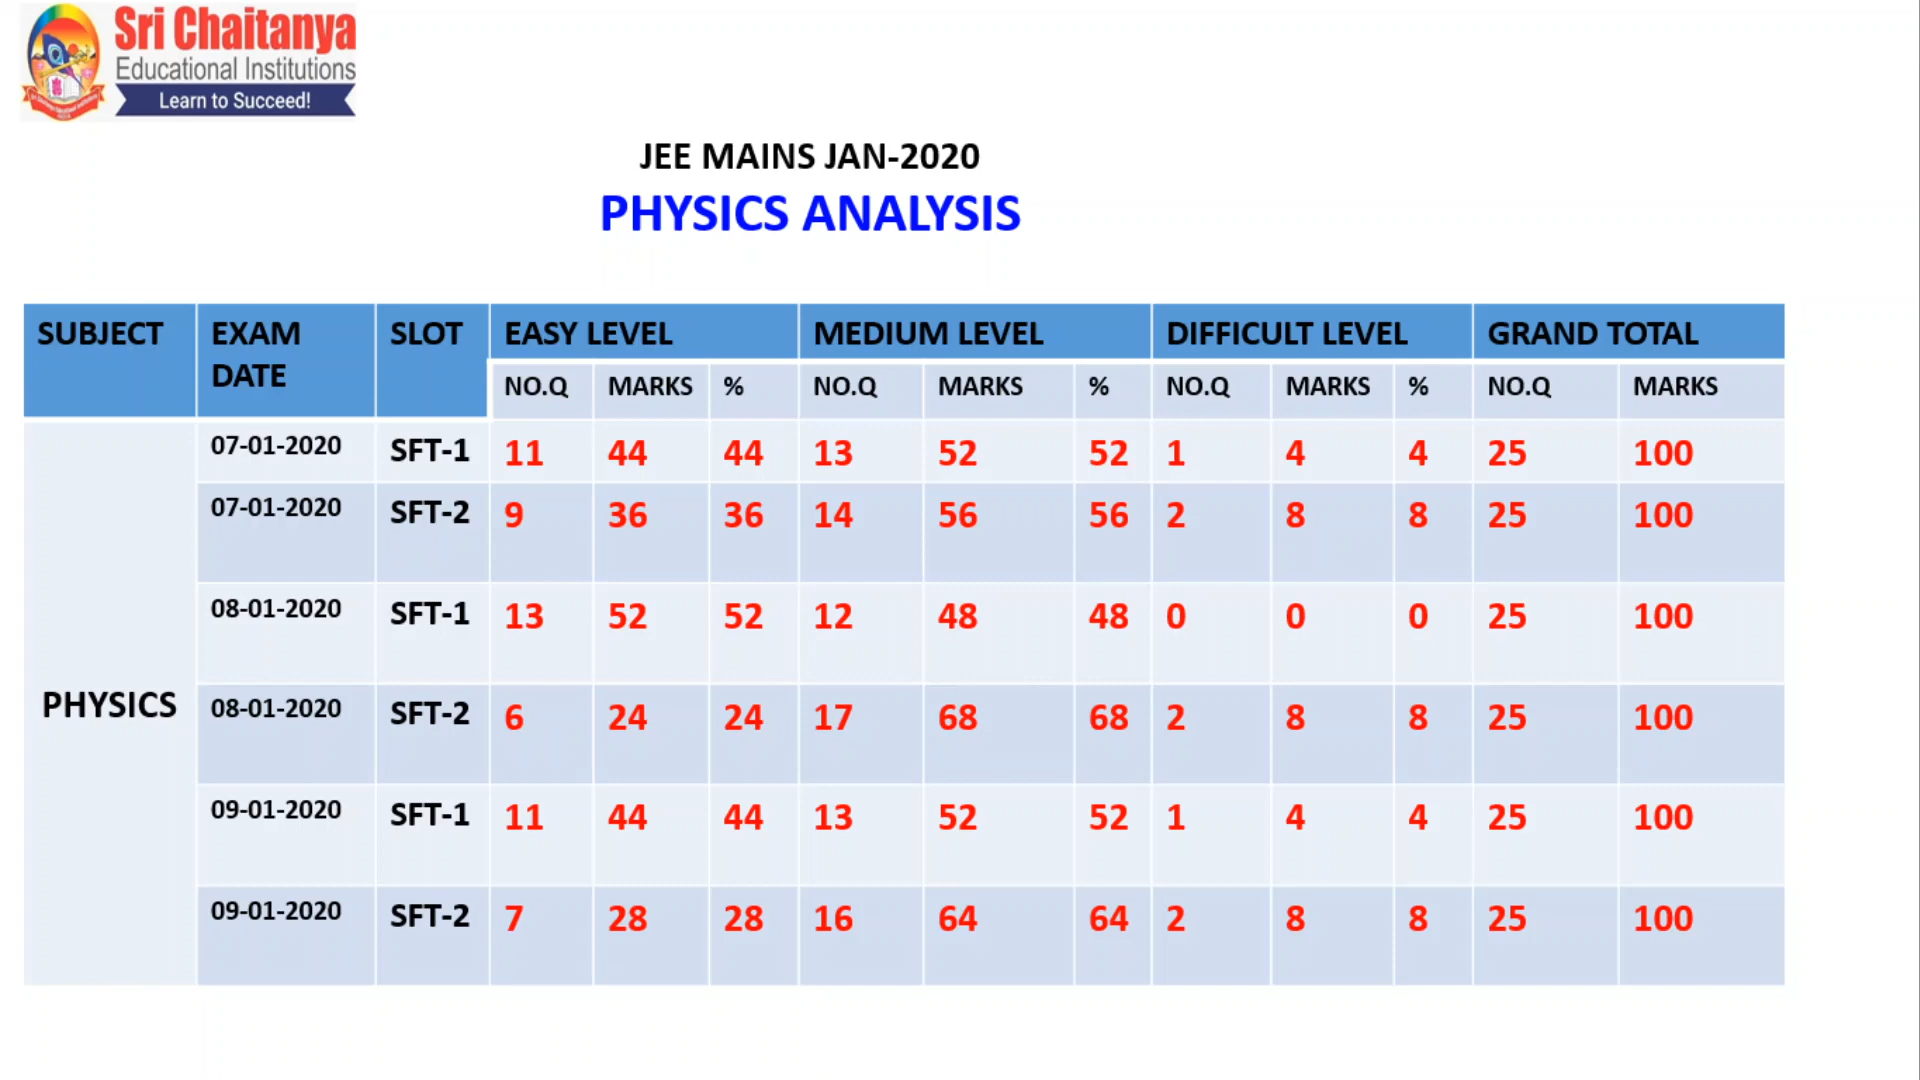 Sri Chaitanya
Educational Institutions
Learn to Succeed!
JEE MAINS JAN-2020
PHYSICS ANALYSIS
SUBJECT EXAM DATE SLOT EASY LEVEL MEDIUM LEVEL DIFFICULT LEVEL GRAND TOTAL
NO.Q MARKS % NO.Q MARKS % NO.Q MARKS % NO.Q MARKS
07-01-2020 SFT-1 11 44 44 13 52 52 1 4 4 25 100
07-01-2020 SFT-2 9 36 36 14 56 56 2 8 8 25 100
08-01-2020 SFT-1 13 52 52 12 48 48 0 0 0 25 100
PHYSICS 08-01-2020 SFT-2 6 24 24 17 68 68 2 8 8 25 100
09-01-2020 SFT-1 11 44 44 13 52 52 1 4 4 25 100
09-01-2020 SFT-2 7 28 28 16 64 64 2 8 8 25 100